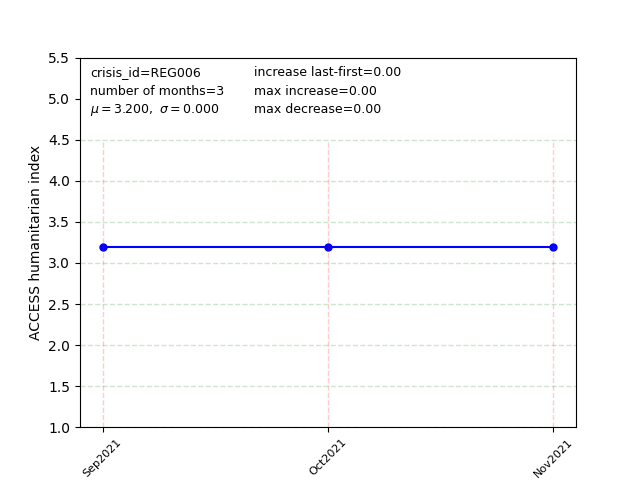 crisis_id=REG006
number of months=3
μ = 3.200, σ = 0.000
increase last-first=0.00
max increase=0.00
max decrease=0.00
ACCESS humanitarian index
5.5
5.0
4.5
4.0
3.5
3.0
2.5
2.0
1.5
1.0
Sep2021
Oct2021
Nov2021